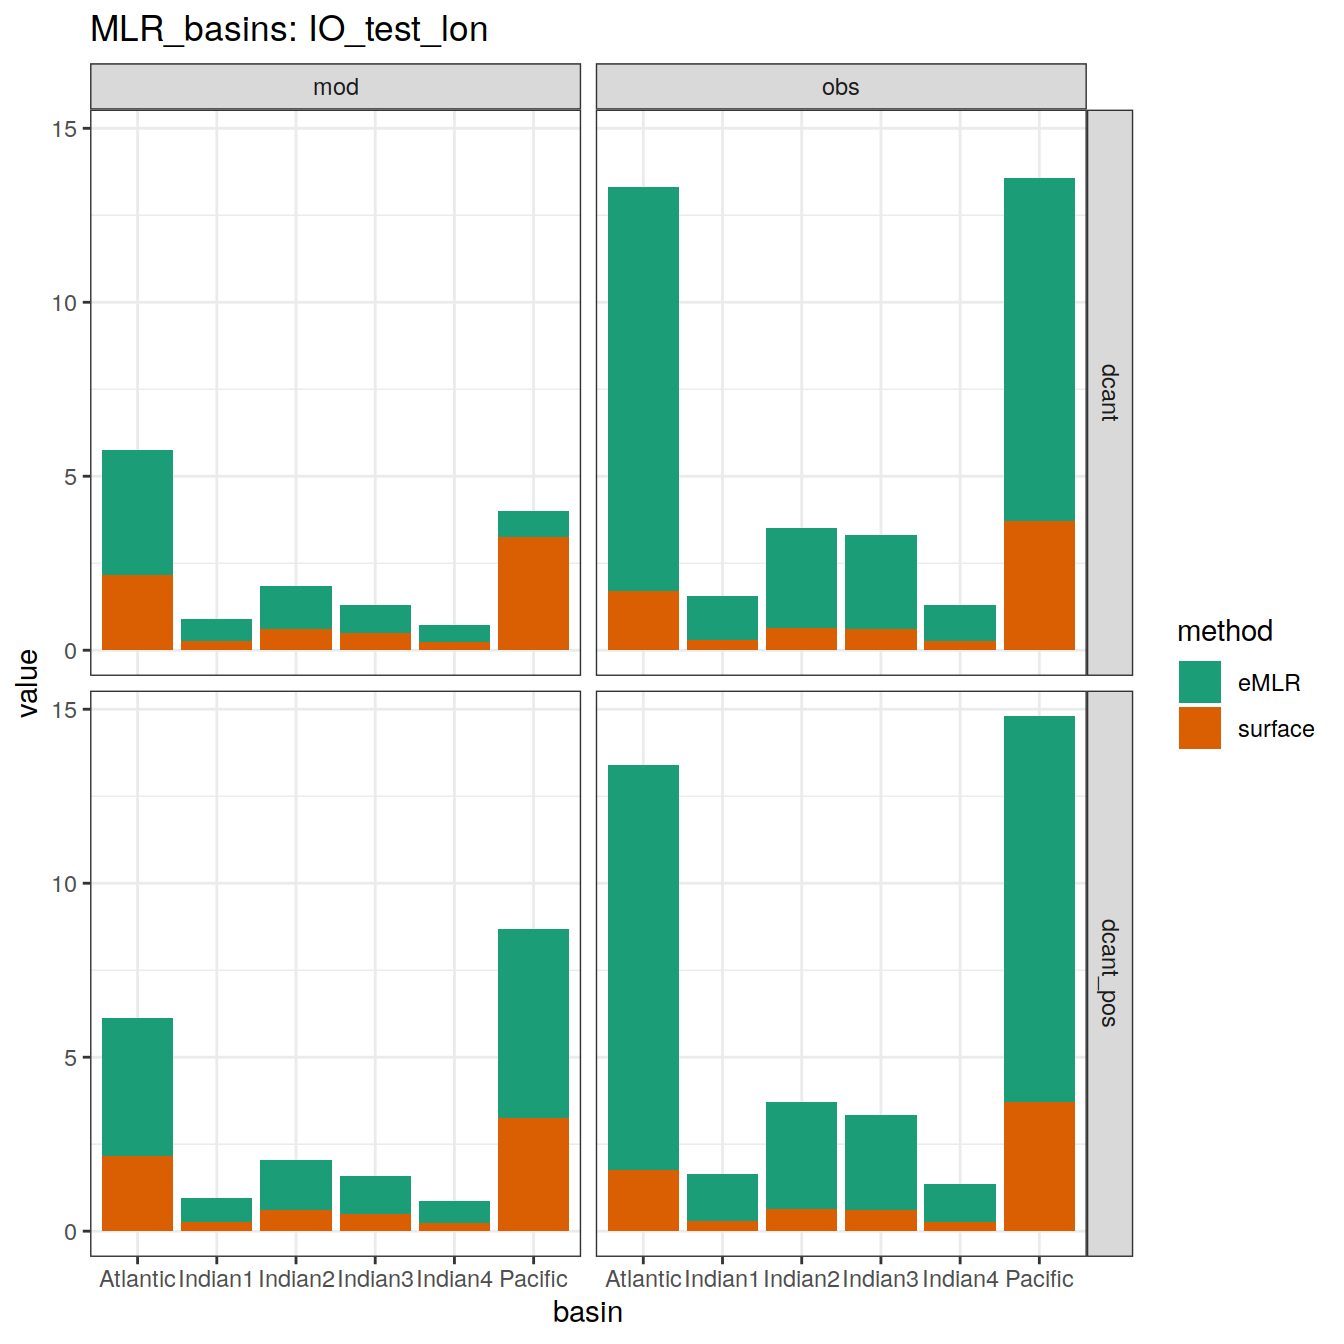 MLR_basins: IO_test_lon
mod
obs
15
10
5
0
dcant
15
10
5
0
dcant_pos
value
Atlantic Indian1 Indian2 Indian3 Indian4 Pacific
Atlantic Indian1 Indian2 Indian3 Indian4 Pacific
basin
method
eMLR
surface